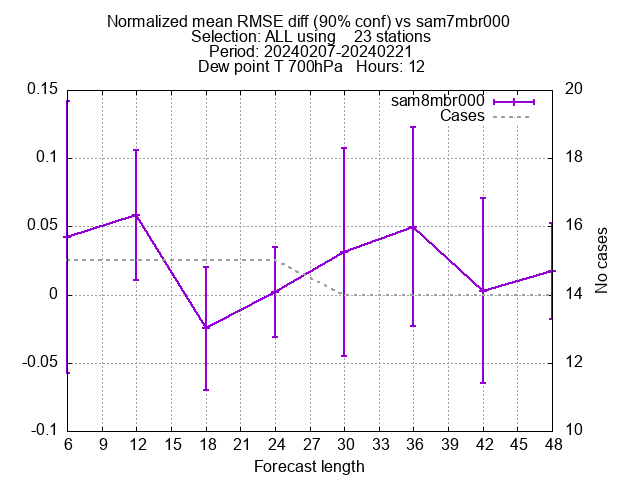 Normalized mean RMSE diff (90% conf) vs sam7mbr000
Selection: ALL using    23 stations
Period: 20240207-20240221
Dew point T 700hPa   Hours: 12
0.15
0.1
0.05
0
-0.05
-0.1
20
18
16
14
12
10
sam8mbr000
Cases
No cases
6 9 12 15 18 21 24 27 30 33 36 39 42 45 48
Forecast length